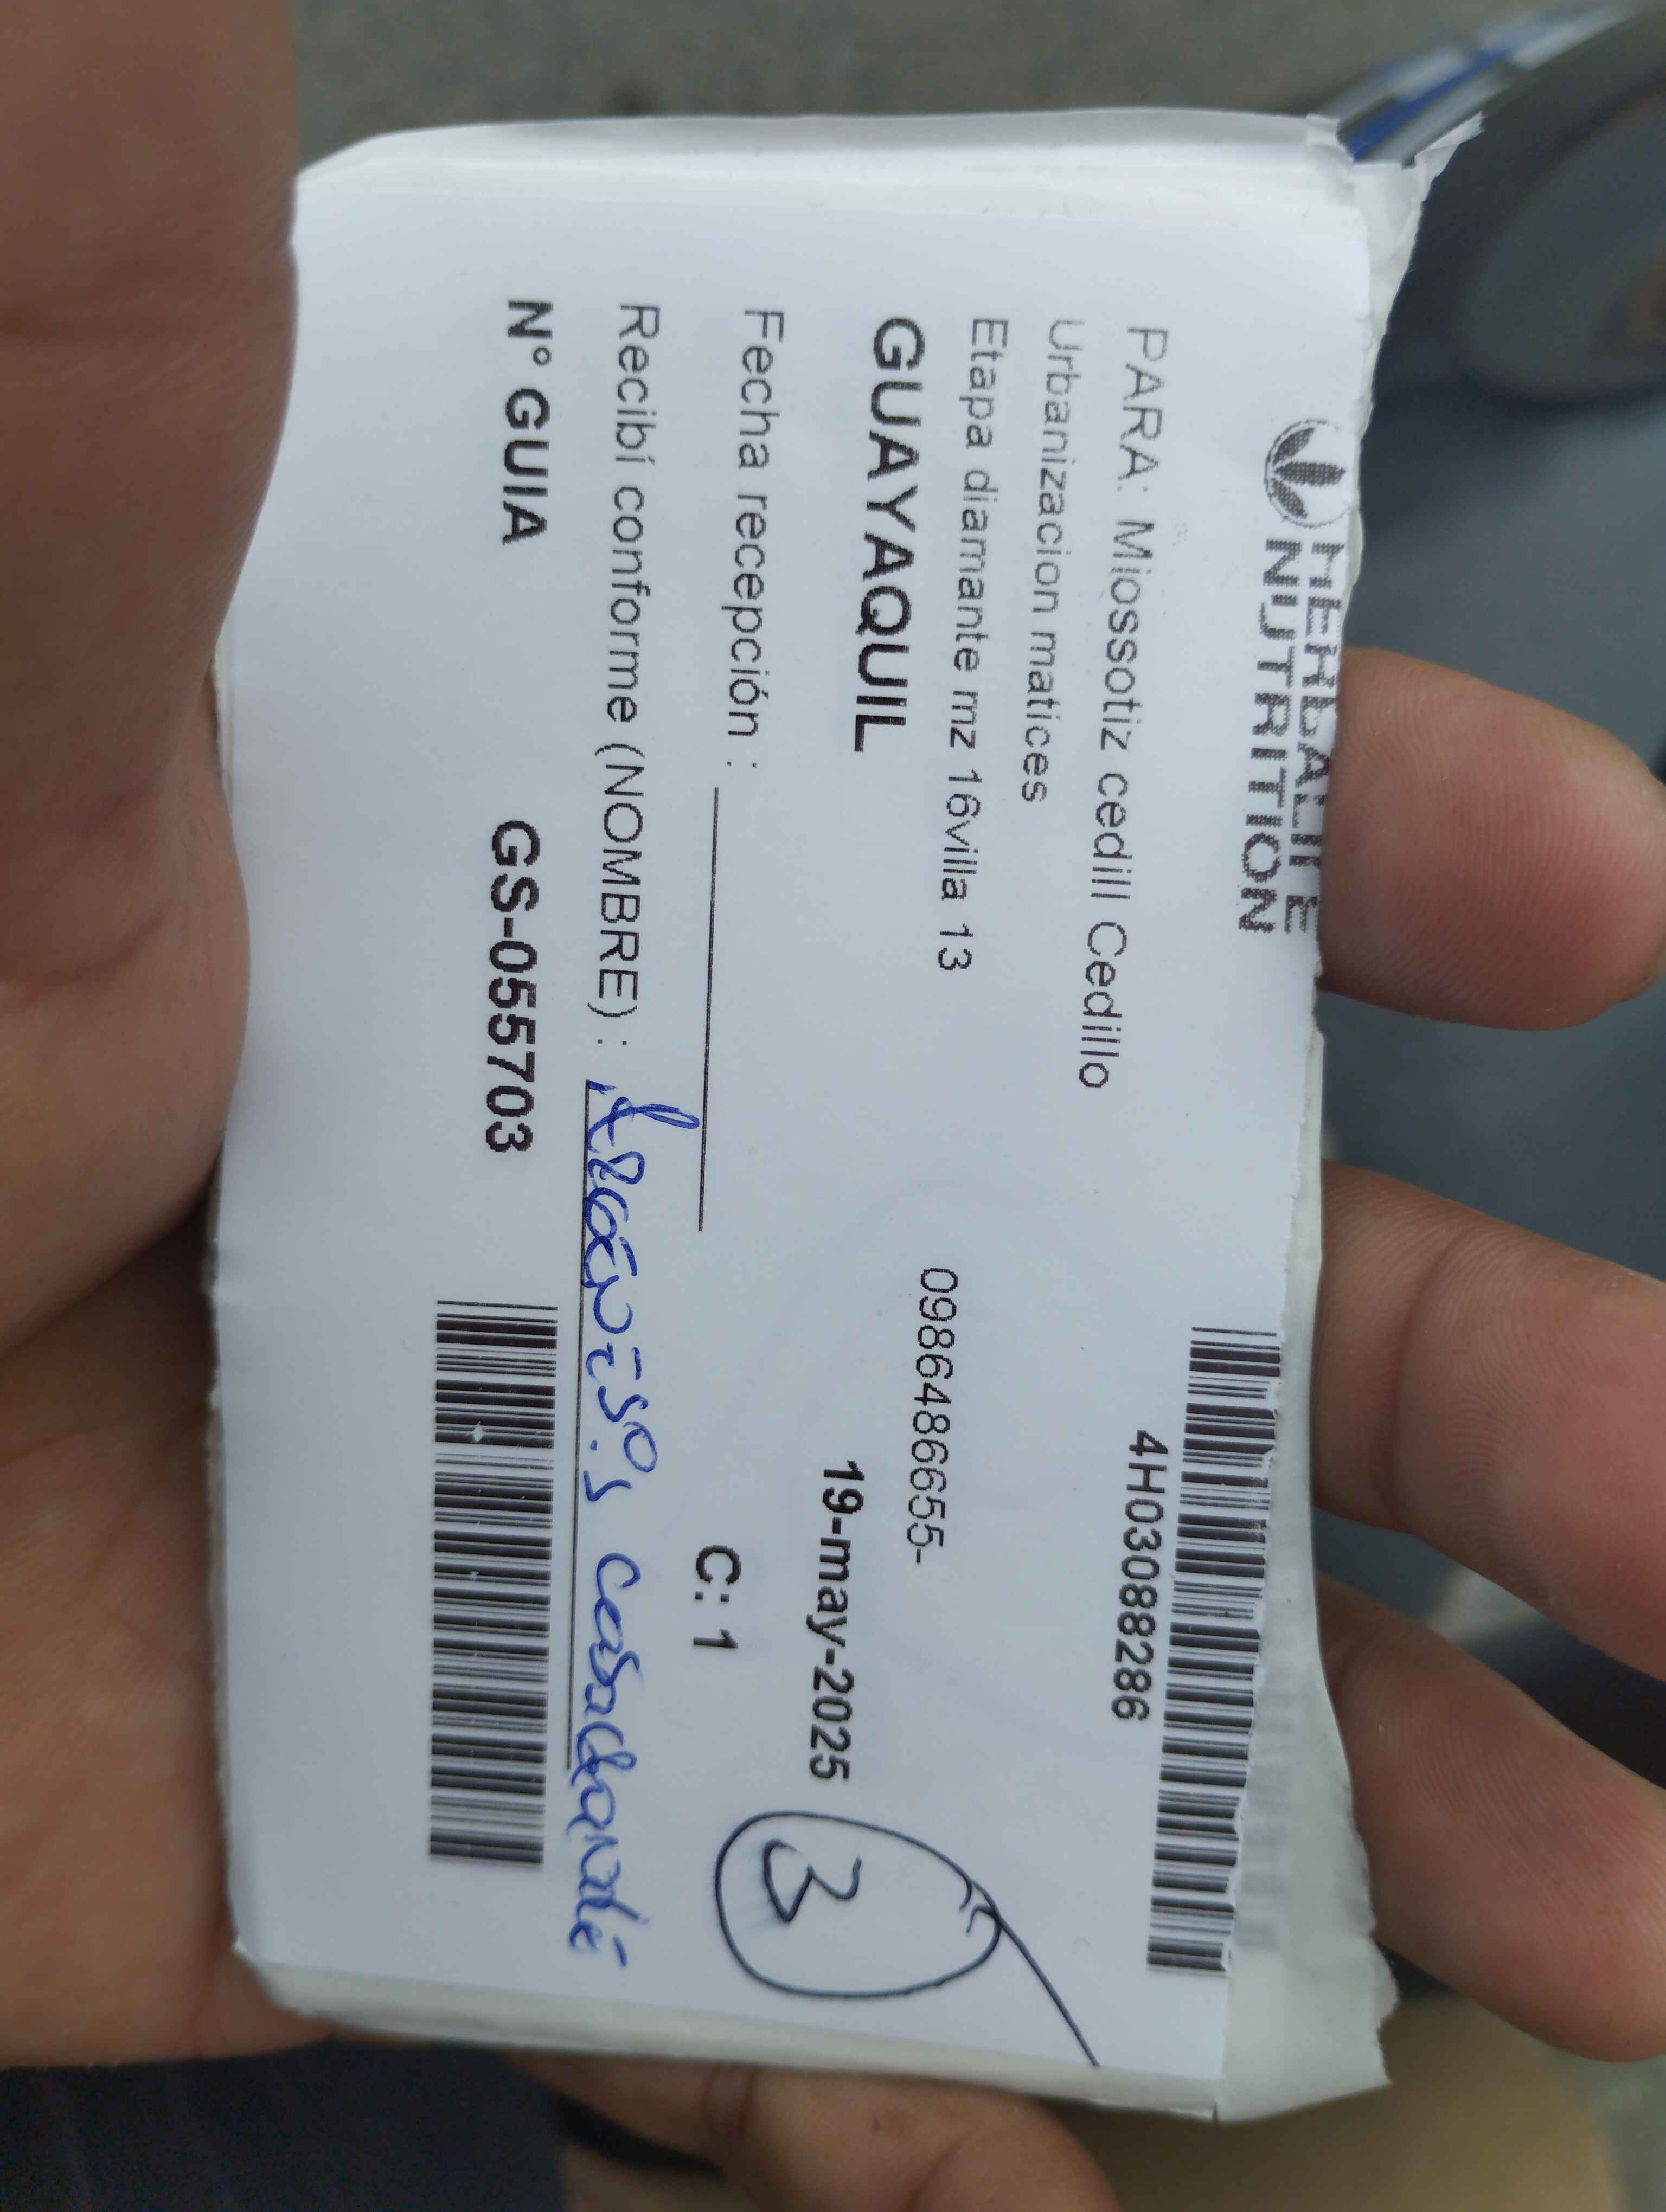 HERBALIFE
NUTRITION
4H03088286
PARA: Miossotiz cedill Cedillo
Urbanizacion matices
Etapa diamante mz 16villa 13
0986486655-
GUAYAQUIL
19-may-2025
3
Fecha recepción :
C: 1
Recibí conforme (NOMBRE) :
N° GUIA GS-055703